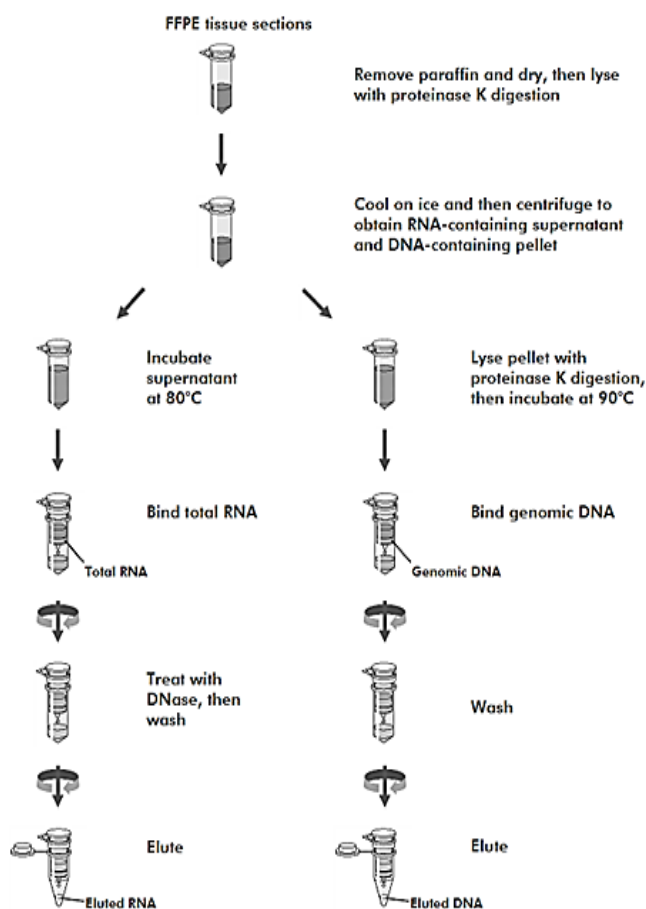 FFPE tissue sections
Remove paraffin and dry, then lyse
with proteinase K digestion
Cool on ice and then centrifuge to
obtain RNA-containing supernatant
and DNA-containing pellet
Incubate
supernatant
at 80°C
Lyse pellet with
proteinase K digestion,
then incubate at 90°C
Bind total RNA
Bind genomic DNA
Total RNA
Genomic DNA
Treat with
DNase, then
wash
Wash
Elute
Elute
Eluted RNA
Eluted DNA